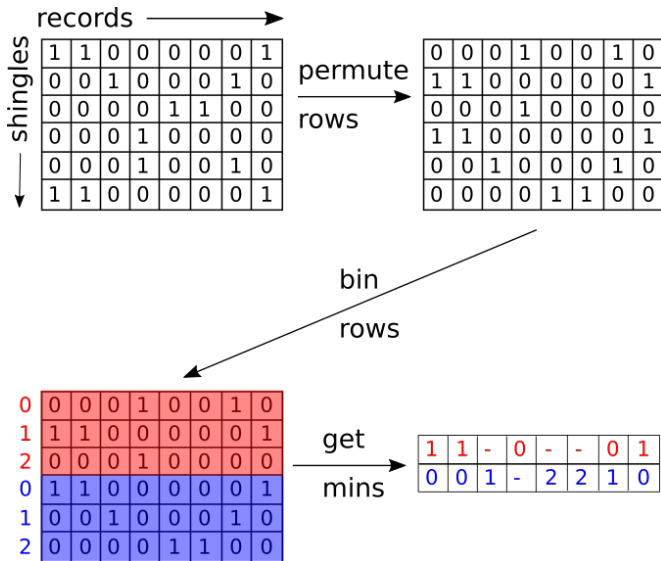 records
shingles
1 1 0 0 0 0 0 1
0 0 1 0 0 0 1 0
0 0 0 0 1 1 0 0
0 0 0 1 0 0 0 0
0 0 0 1 0 0 1 0
1 1 0 0 0 0 0 1
permute
rows
0 0 0 1 0 0 1 0
1 1 0 0 0 0 0 1
0 0 0 1 0 0 0 0
1 1 0 0 0 0 0 1
0 0 1 0 0 0 1 0
0 0 0 0 1 1 0 0
bin
rows
0 0 0 0 1 0 0 1 0
1 1 1 0 0 0 0 0 1
2 0 0 0 1 0 0 0 0
0 1 1 0 0 0 0 0 1
1 0 0 1 0 0 0 1 0
2 0 0 0 0 1 1 0 0
get
mins
1 1 - 0 - - 0 1
0 0 1 - 2 2 1 0